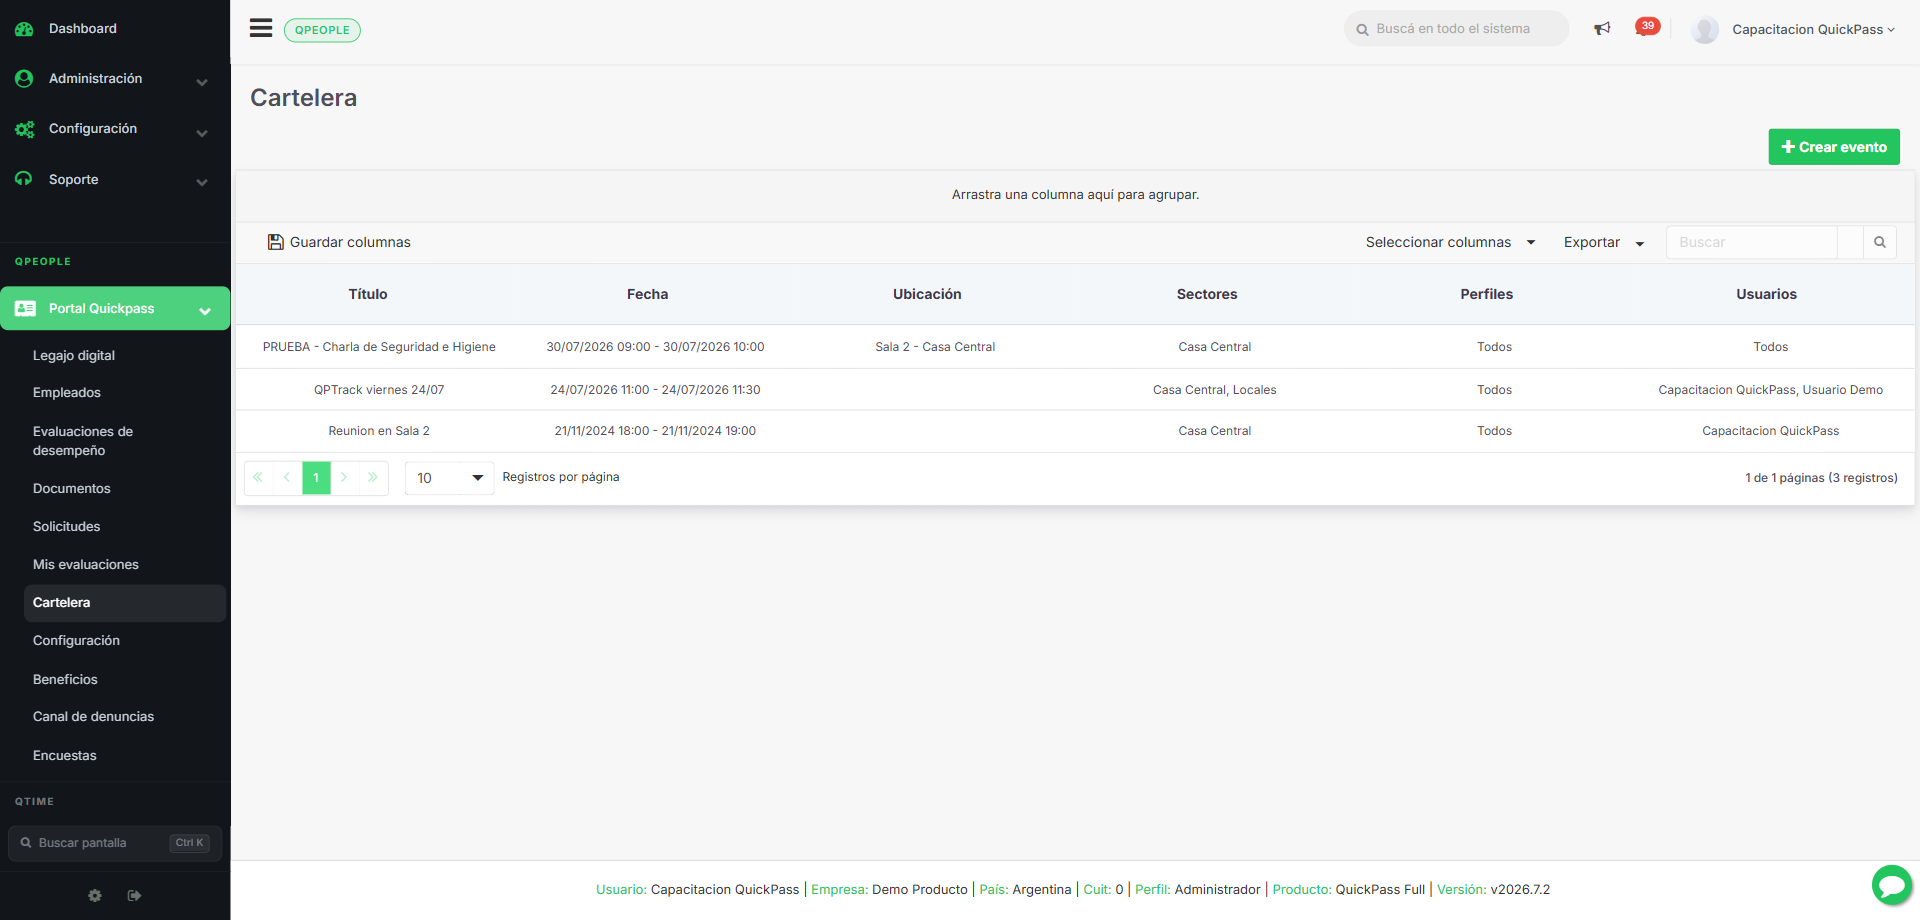 Dashboard
Administración
Configuración
Soporte
QPEOPLE
Portal Quickpass
Legajo digital
Empleados
Evaluaciones de
desempeño
Documentos
Solicitudes
Mis evaluaciones
Cartelera
Configuración
Beneficios
Canal de denuncias
Encuestas
QTIME
Buscar pantalla Ctrl K
QPEOPLE
Buscá en todo el sistema
39
Capacitacion QuickPass
Cartelera
Crear evento
Arrastra una columna aquí para agrupar.
Guardar columnas Seleccionar columnas Exportar Buscar
Título Fecha Ubicación Sectores Perfiles Usuarios
PRUEBA - Charla de Seguridad e Higiene 30/07/2026 09:00 - 30/07/2026 10:00 Sala 2 - Casa Central Casa Central Todos Todos
QPTrack viernes 24/07 24/07/2026 11:00 - 24/07/2026 11:30 Casa Central, Locales Todos Capacitacion QuickPass, Usuario Demo
Reunion en Sala 2 21/11/2024 18:00 - 21/11/2024 19:00 Casa Central Todos Capacitacion QuickPass
1 10 Registros por página 1 de 1 páginas (3 registros)
Usuario: Capacitacion QuickPass | Empresa: Demo Producto | País: Argentina | Cuit: 0 | Perfil: Administrador | Producto: QuickPass Full | Versión: v2026.7.2